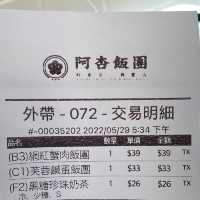 阿杏飯團
外帶 - 072 - 交易明細
#-00035202 2022/05/29 5:34 下午
品名 數量 單價 金額
(B3)網紅蟹肉飯團 1 $39 $39 TX
(C1)芙蓉鹹蛋飯團 1 $33 $33 TX
(F2)黑糖珍珠奶茶 1 $26 $26 TX